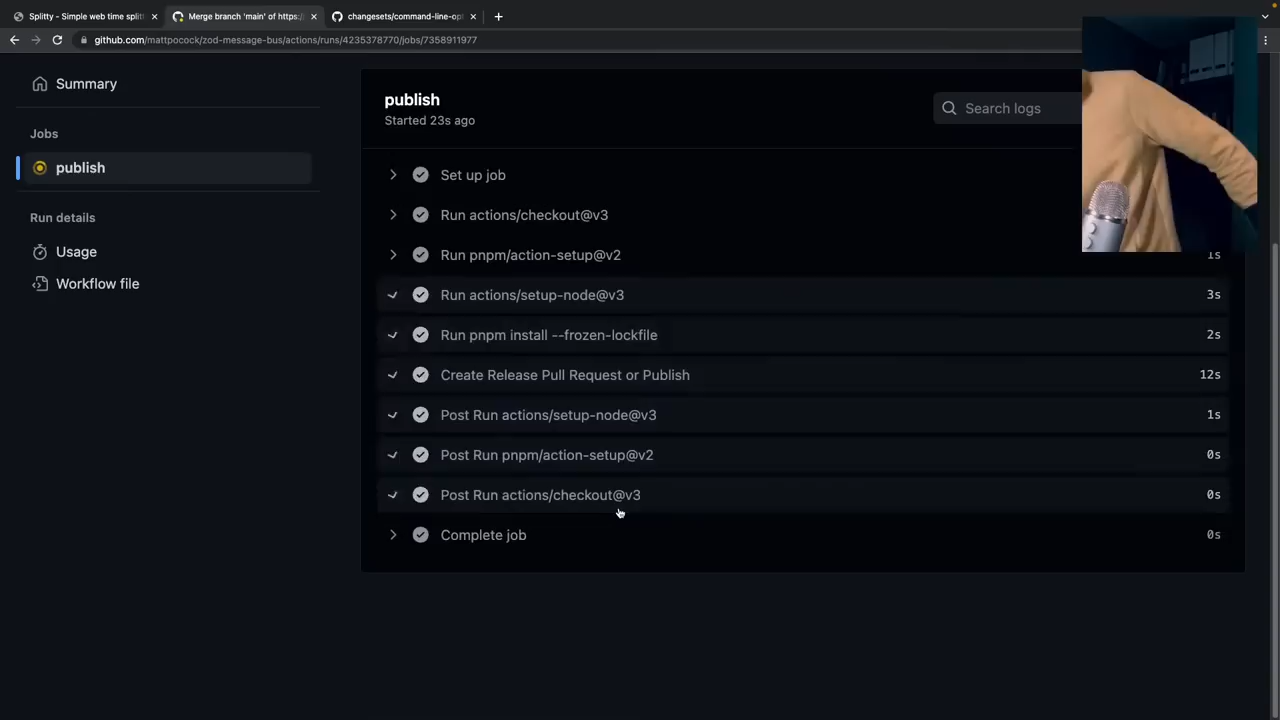 Splitty - Simple web time split
Merge branch 'main' of https:/
changesets/command-line-opt
github.com/mattpocock/zod-message-bus/actions/runs/4235378770/jobs/7358911977
Summary
Jobs
publish
Run details
Usage
Workflow file
publish
Started 23s ago
Search logs
Set up job
Run actions/checkout@v3
Run pnpm/action-setup@v2 1s
Run actions/setup-node@v3 3s
Run pnpm install --frozen-lockfile 2s
Create Release Pull Request or Publish 12s
Post Run actions/setup-node@v3 1s
Post Run pnpm/action-setup@v2 0s
Post Run actions/checkout@v3 0s
Complete job 0s